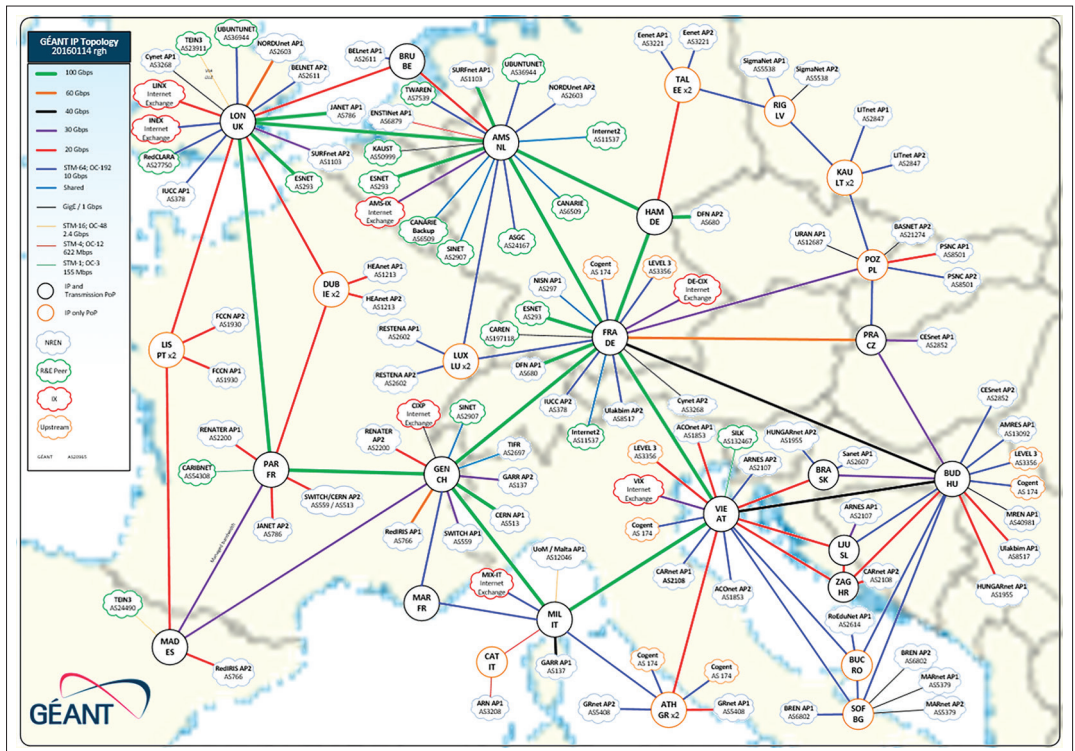 GÉANT IP Topology
20160114 rgh
100 Gbps
60 Gbps
40 Gbps
30 Gbps
20 Gbps
STM-64; OC-192
10 Gbps
Shared
GigE / 1 Gbps
STM-16; OC-48
2.4 Gbps
STM-4; OC-12
622 Mbps
STM-1; OC-3
155 Mbps
IP and
Transmission PoP
IP only PoP
NREN
R&E Peer
IX
Upstream
GÉANT
TEIN3
AS23911
UBUNTUNET
AS36944
NORDUnet AP1
AS2603
Cynet AP1
AS3268
BELNET AP2
AS2611
LINX
Internet
Exchange
INEX
Internet
Exchange
RedCLARA
AS27750
IUCC AP1
AS378
LON
UK
JANET AP1
AS786
SURFnet AP2
AS1103
ESNET
AS293
BELnet AP1
AS2611
BRU
BE
SURFnet AP1
AS1103
UBUNTUNET
AS36944
TWAREN
AS7539
NORDUnet AP2
AS2603
ENSTINet AP1
AS6879
KAUST
AS50999
AMS
NL
Internet2
AS11537
ESNET
AS293
AMS-IX
Internet
Exchange
CANARIE
Backup
AS6509
SINET
AS2907
ASGC
AS24167
CANARIE
AS6509
Eenet AP1
AS3221
Eenet AP2
AS3221
TAL
EE x2
SigmaNet AP1
AS5538
SigmaNet AP2
AS5538
RIG
LV
LITnet AP1
AS2847
KAU
LT x2
LITnet AP2
AS2847
HAM
DE
DFN AP2
AS680
URAN AP1
AS12687
BASNET AP2
AS21274
PSNC AP1
AS8501
POZ
PL
PSNC AP2
AS8501
HEAnet AP1
AS1213
DUB
IE x2
HEAnet AP2
AS1213
Cogent
AS 174
LEVEL 3
AS3356
NISN AP1
AS297
DE-CIX
Internet
Exchange
ESNET
AS293
CAREN
AS197118
FRA
DE
DFN AP1
AS680
IUCC AP2
AS378
Internet2
AS11537
Ulakbim AP2
AS8517
Cynet AP2
AS3268
PRA
CZ
CESnet AP1
AS2852
FCCN AP2
AS1930
LIS
PT x2
FCCN AP1
AS1930
RESTENA AP1
AS2602
LUX
LU x2
RESTENA AP2
AS2602
RENATER AP1
AS2200
CARIBNET
AS54308
PAR
FR
SWITCH/CERN AP2
AS559 / AS513
JANET AP2
AS786
CIXP
Internet
Exchange
SINET
AS2907
RENATER
AP2
AS2200
TIFR
AS2697
GEN
CH
GARR AP2
AS137
CERN AP1
AS513
RedIRIS AP1
AS766
SWITCH AP1
AS559
ACOnet AP1
AS1853
SILK
AS132467
LEVEL 3
AS3356
ARNES AP2
AS2107
VIX
Internet
Exchange
Cogent
AS 174
VIE
AT
CARnet AP1
AS2108
ACOnet AP2
AS1853
HUNGARnet AP2
AS1955
Sanet AP1
AS2607
BRA
SK
CESnet AP2
AS2852
AMRES AP1
AS13092
LEVEL 3
AS3356
BUD
HU
Cogent
AS 174
MREN AP1
AS40981
Ulakbim AP1
AS8517
HUNGARnet AP1
AS1955
ARNES AP1
AS2107
LJU
SL
CARnet AP2
AS2108
ZAG
HR
RoEduNet AP1
AS2614
BUC
RO
BREN AP2
AS6802
MARnet AP1
AS5379
MARnet AP2
AS5379
BREN AP1
AS6802
SOF
BG
UoM / Malta AP1
AS12046
MIX-IT
Internet
Exchange
MAR
FR
MIL
IT
CAT
IT
GARR AP1
AS137
ARN AP1
AS3208
Cogent
AS 174
Cogent
AS 174
GRnet AP2
AS5408
ATH
GR x2
GRnet AP1
AS5408
TEIN3
AS24490
MAD
ES
RedIRIS AP2
AS766
GÉANT